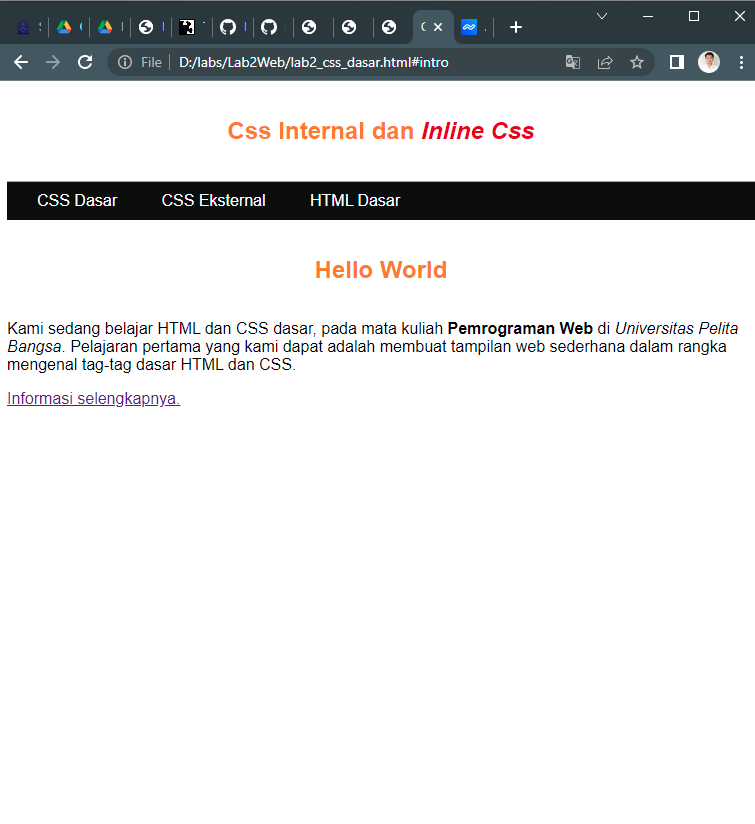 File
D:/labs/Lab2Web/lab2_css_dasar.html#intro
Css Internal dan Inline Css
CSS Dasar CSS Eksternal HTML Dasar
Hello World
Kami sedang belajar HTML dan CSS dasar, pada mata kuliah Pemrograman Web di Universitas Pelita
Bangsa. Pelajaran pertama yang kami dapat adalah membuat tampilan web sederhana dalam rangka
mengenal tag-tag dasar HTML dan CSS.
Informasi selengkapnya.